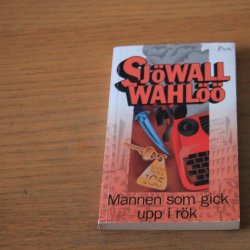 PAN
SJÖWALL
WAHLÖÖ
Mannen som gick
upp i rök